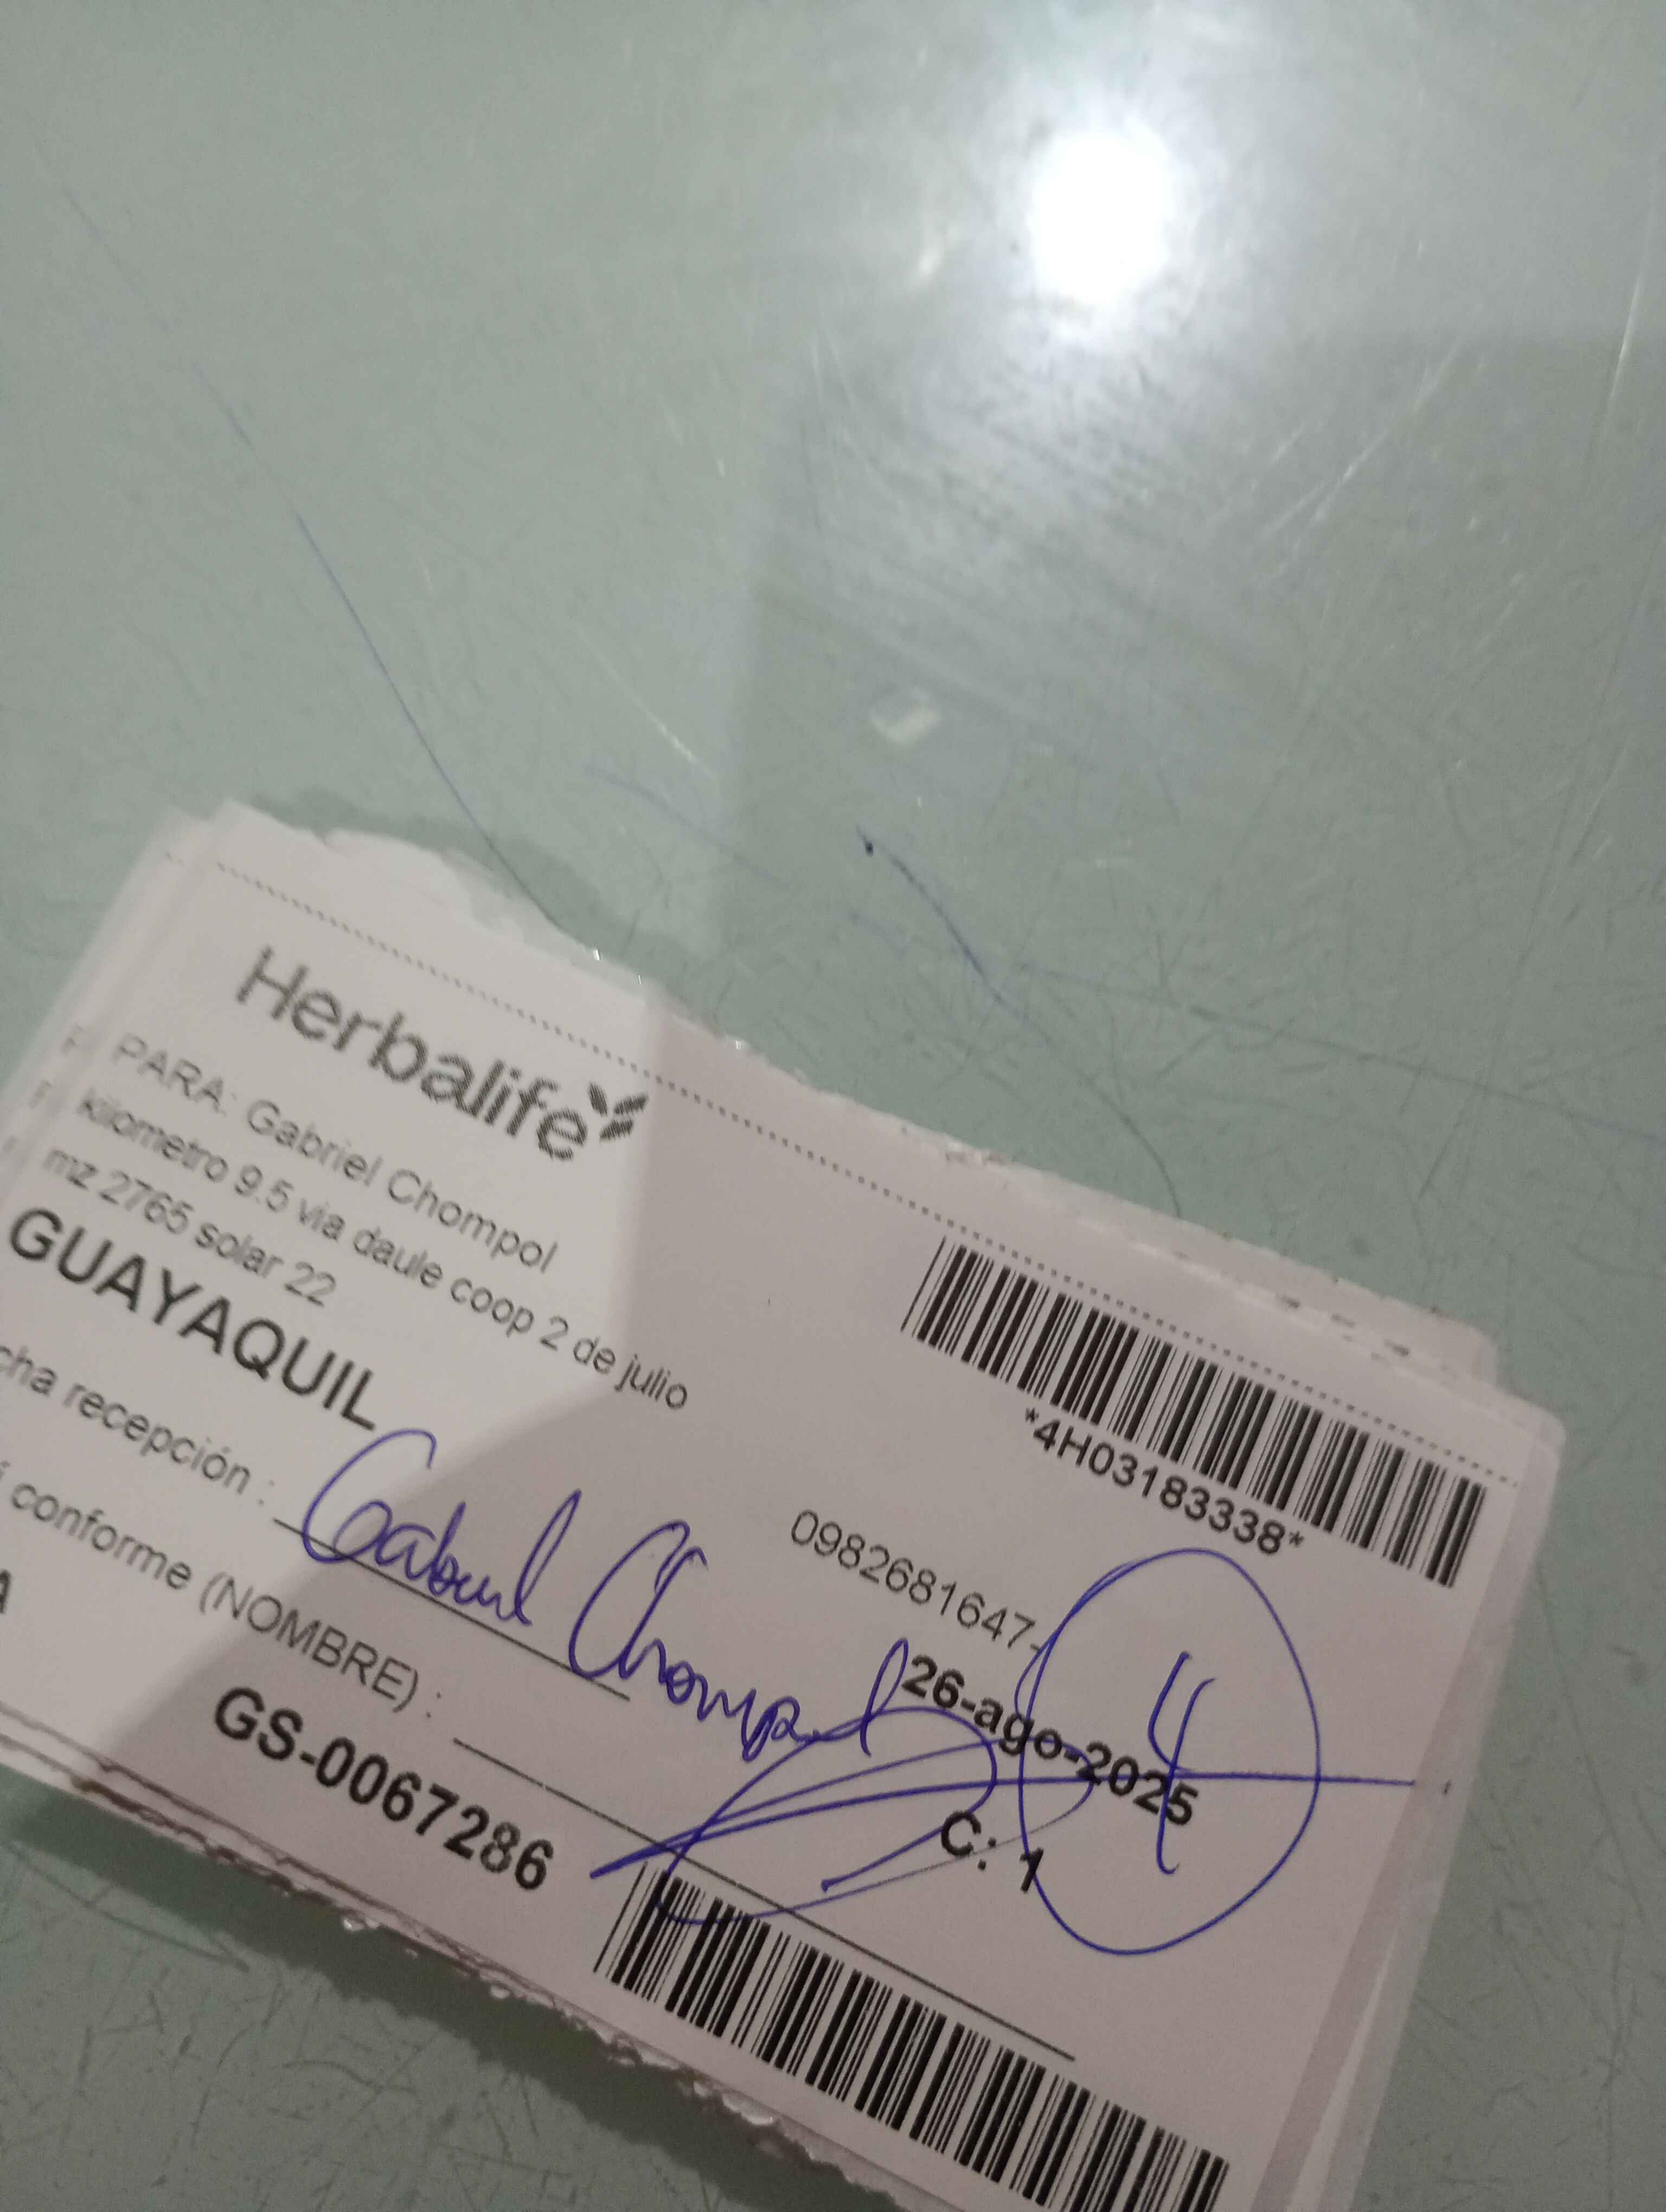 Herbalife
PARA: Gabriel Chompol
kilometro 9.5 via daule coop 2 de julio
mz 2765 solar 22
GUAYAQUIL
*4H03183338*
0982681647-
cha recepción :
Gabriel Chompol
26-ago-2025
4
í conforme (NOMBRE) :
C: 1
A
GS-0067286